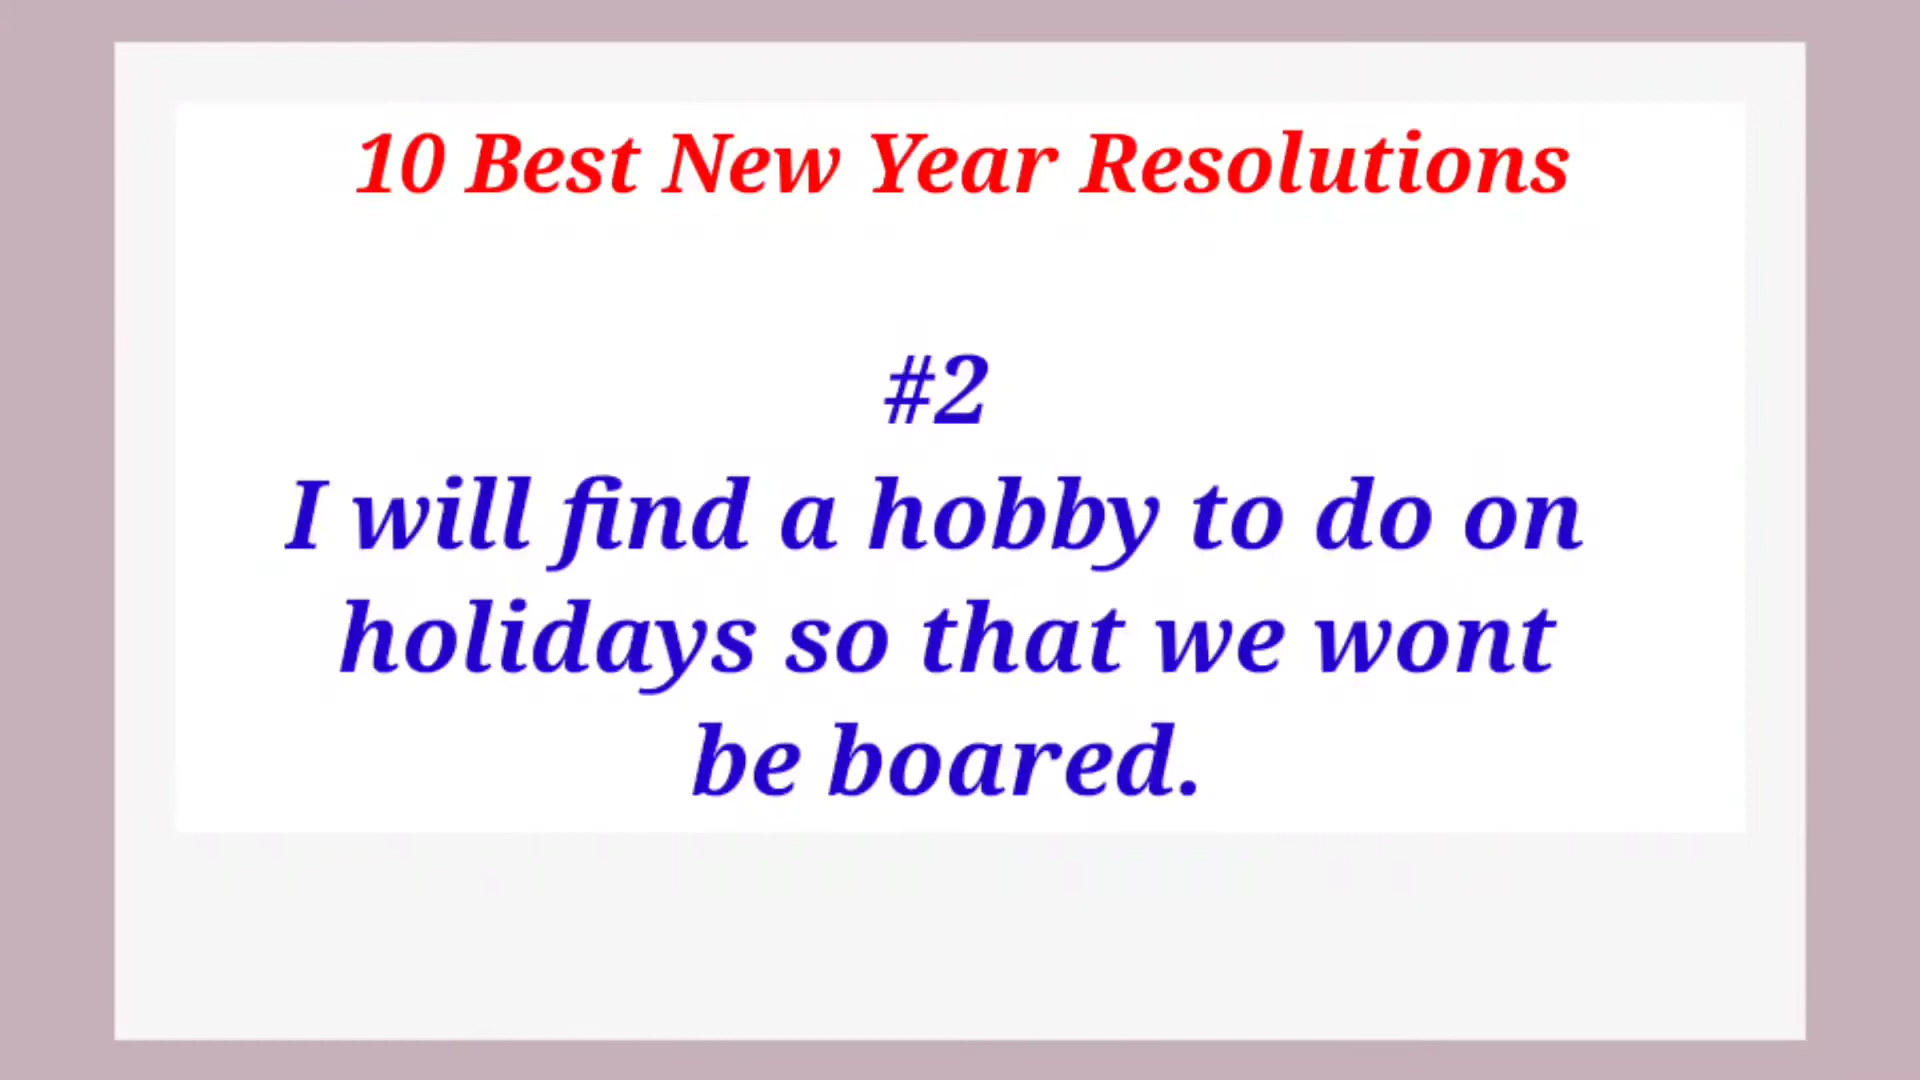 10 Best New Year Resolutions
#2
I will find a hobby to do on
holidays so that we wont
be boared.